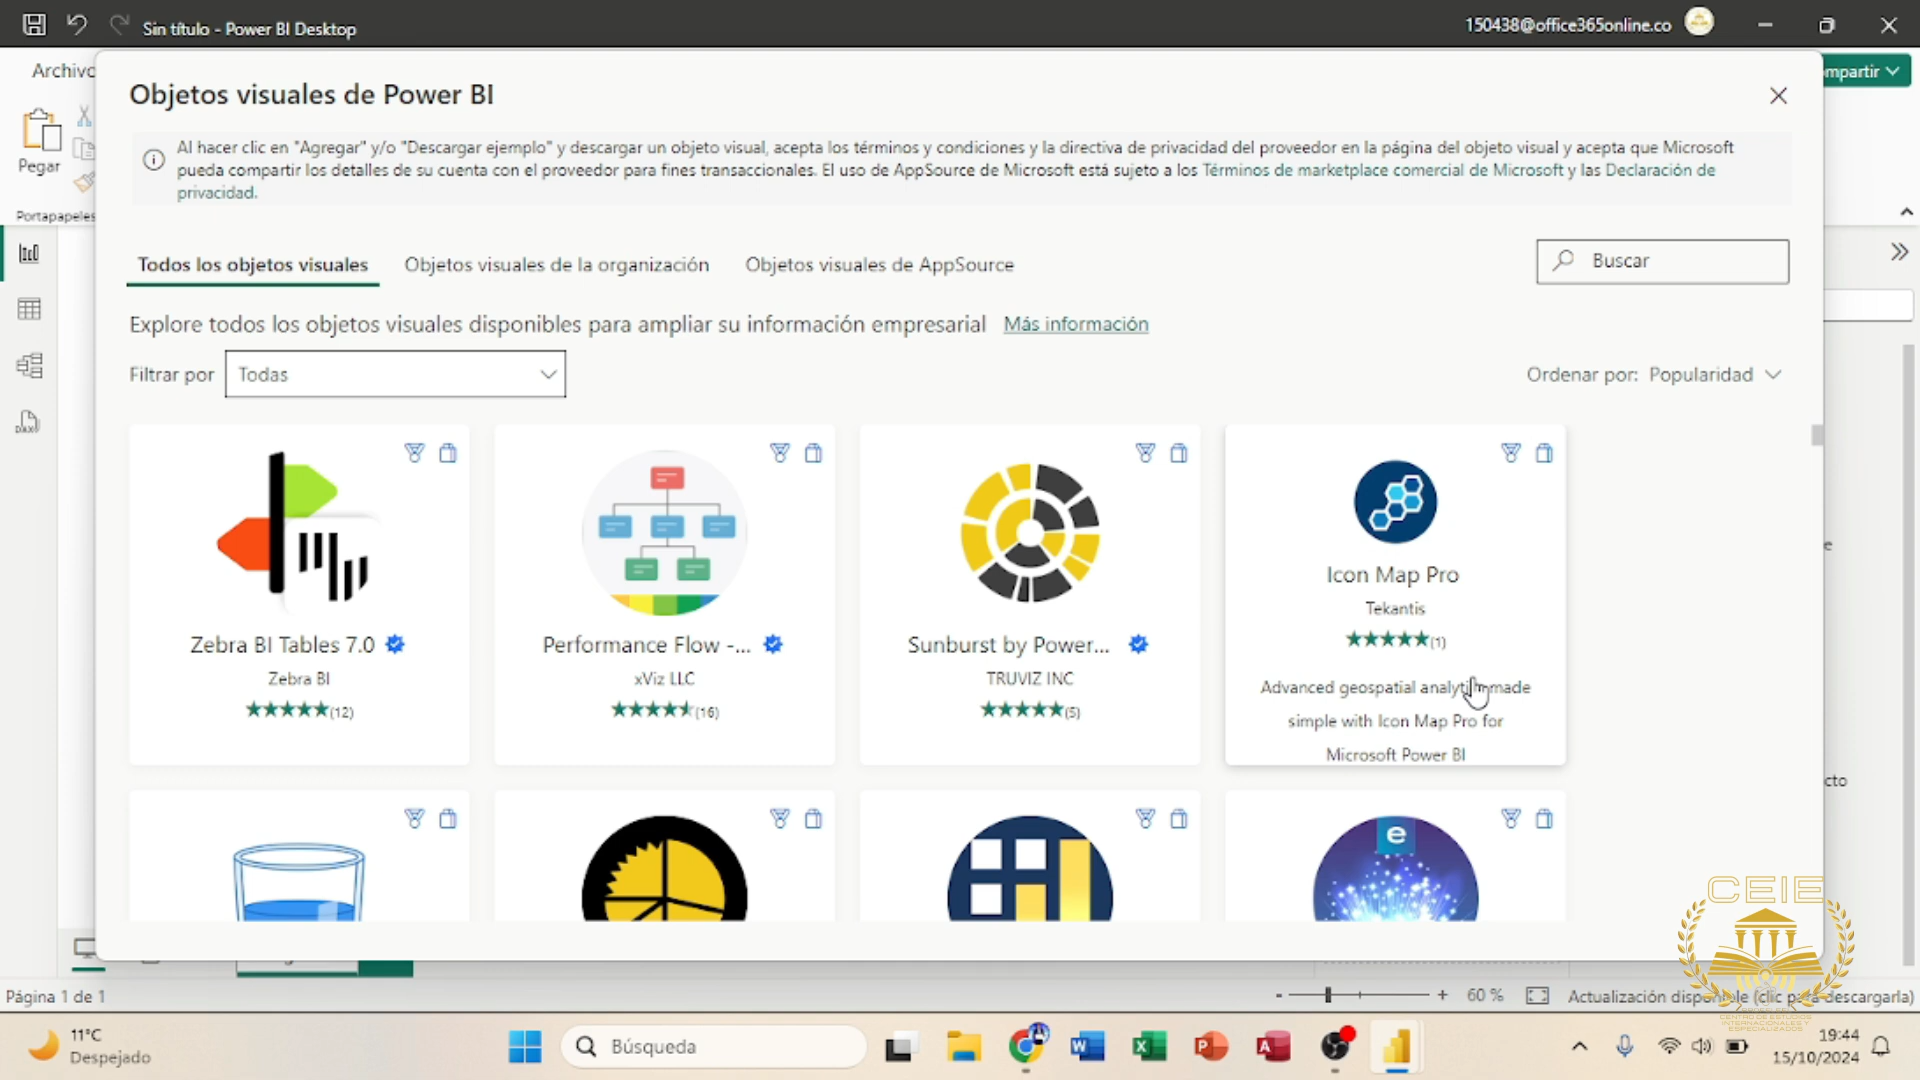 Sin título - Power BI Desktop
150438@office365online.co
Archivo
mpartir
Objetos visuales de Power BI
Pegar
Al hacer clic en "Agregar" y/o "Descargar ejemplo" y descargar un objeto visual, acepta los términos y condiciones y la directiva de privacidad del proveedor en la página del objeto visual y acepta que Microsoft
pueda compartir los detalles de su cuenta con el proveedor para fines transaccionales. El uso de AppSource de Microsoft está sujeto a los Términos de marketplace comercial de Microsoft y las Declaración de
privacidad.
Portapapeles
Todos los objetos visuales
Objetos visuales de la organización
Objetos visuales de AppSource
Buscar
Explore todos los objetos visuales disponibles para ampliar su información empresarial Más información
Filtrar por Todas
Ordenar por: Popularidad
DAX
Zebra BI Tables 7.0
Zebra BI
(12)
Performance Flow -...
xViz LLC
(16)
Sunburst by Power...
TRUVIZ INC
(5)
Icon Map Pro
Tekantis
(1)
Advanced geospatial analytics made
simple with Icon Map Pro for
Microsoft Power BI
e
cto
e
CEIE
CENTRO DE ESTUDIOS
INTERNACIONALES Y
ESPECIALIZADOS
Página 1 de 1
- + 60 %
Actualización disponible (clic para descargarla)
11°C
Despejado
Búsqueda
19:44
15/10/2024